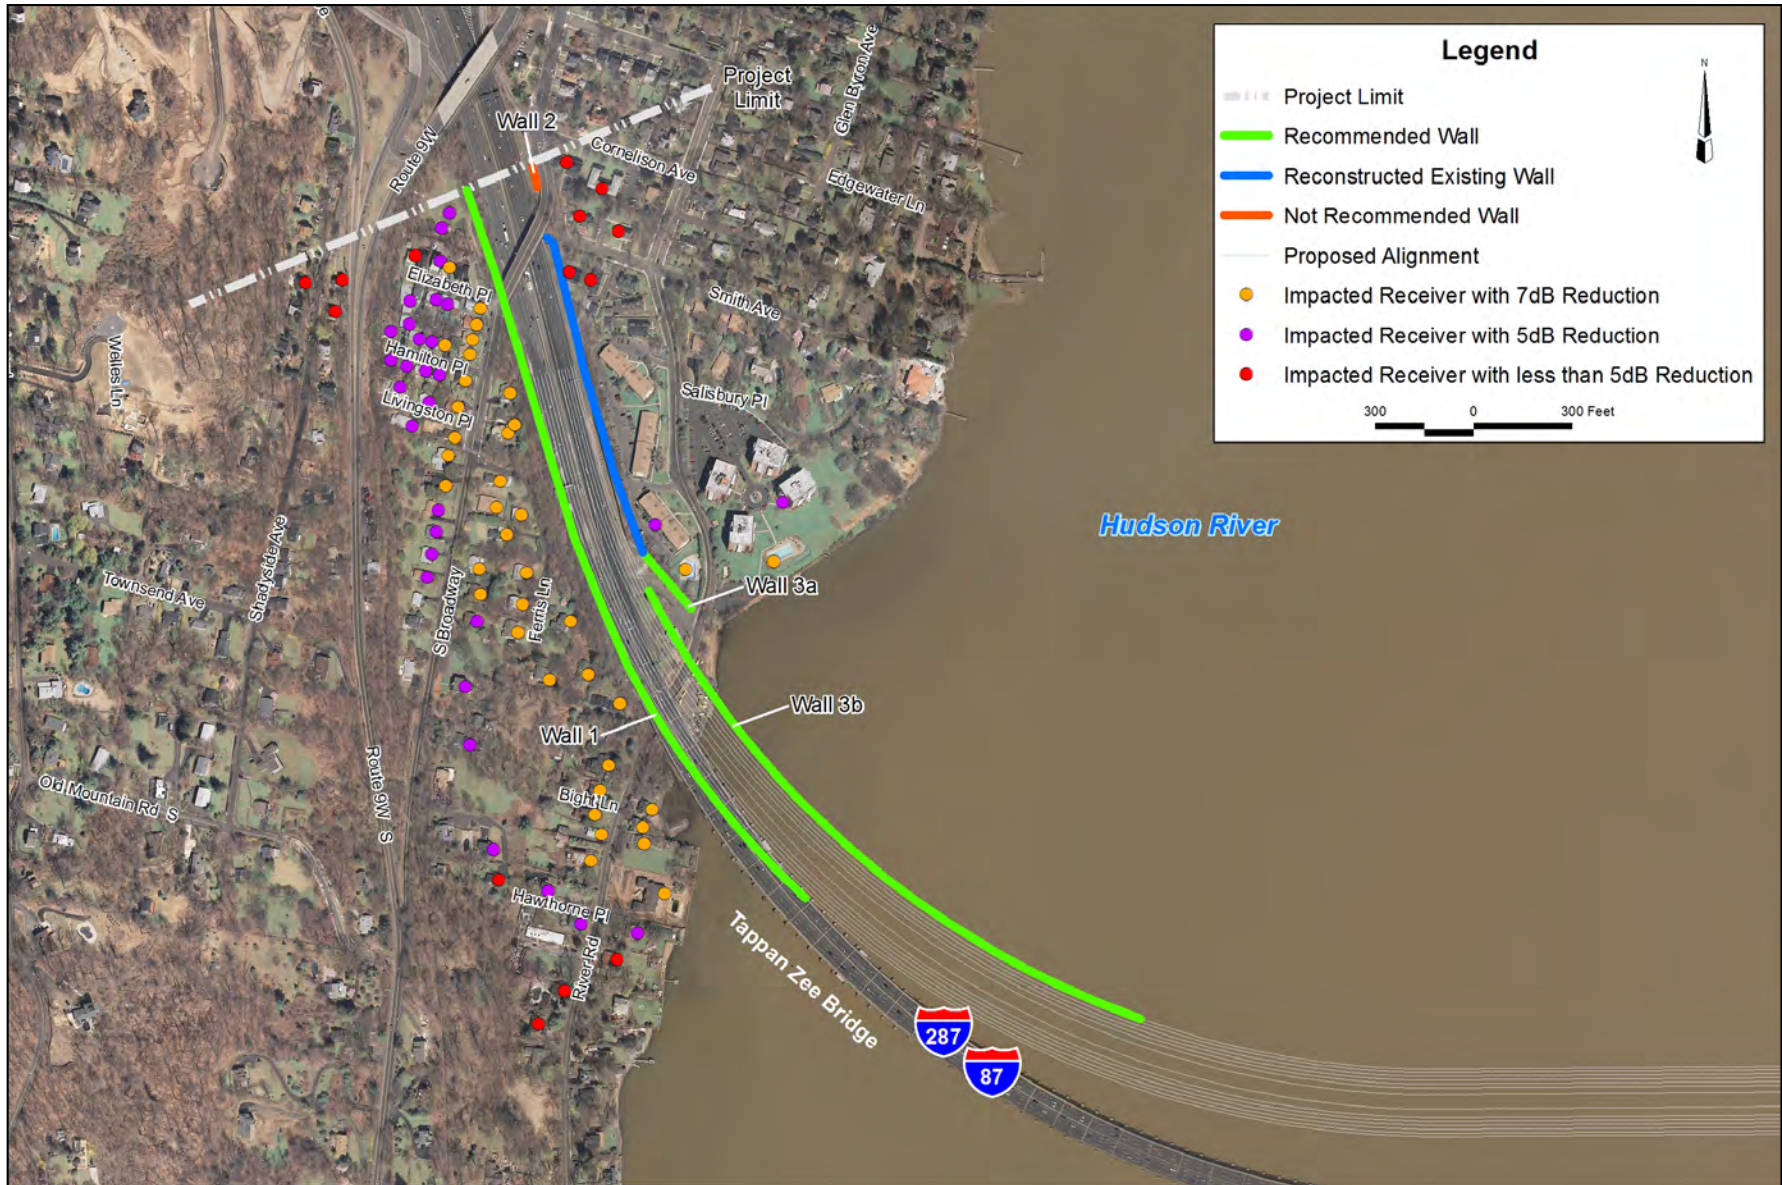 Legend
N
Project Limit
Recommended Wall
Reconstructed Existing Wall
Not Recommended Wall
Proposed Alignment
Impacted Receiver with 7dB Reduction
Impacted Receiver with 5dB Reduction
Impacted Receiver with less than 5dB Reduction
300 0 300 Feet
Project
Limit
Glen Byron Ave
Wall 2
Route 9W
Cornelison Ave
Edgewater Ln
Elizabeth Pl
Smith Ave
Welles Ln
Hamilton Pl
Salisbury Pl
Livingston Pl
Hudson River
Shadyside Ave
Townsend Ave
S Broadway
Ferris Ln
Wall 3a
Wall 3b
Wall 1
Route 9W S
Old Mountain Rd S
Bight Ln
Hawthorne Pl
River Rd
Tappan Zee Bridge
287
87